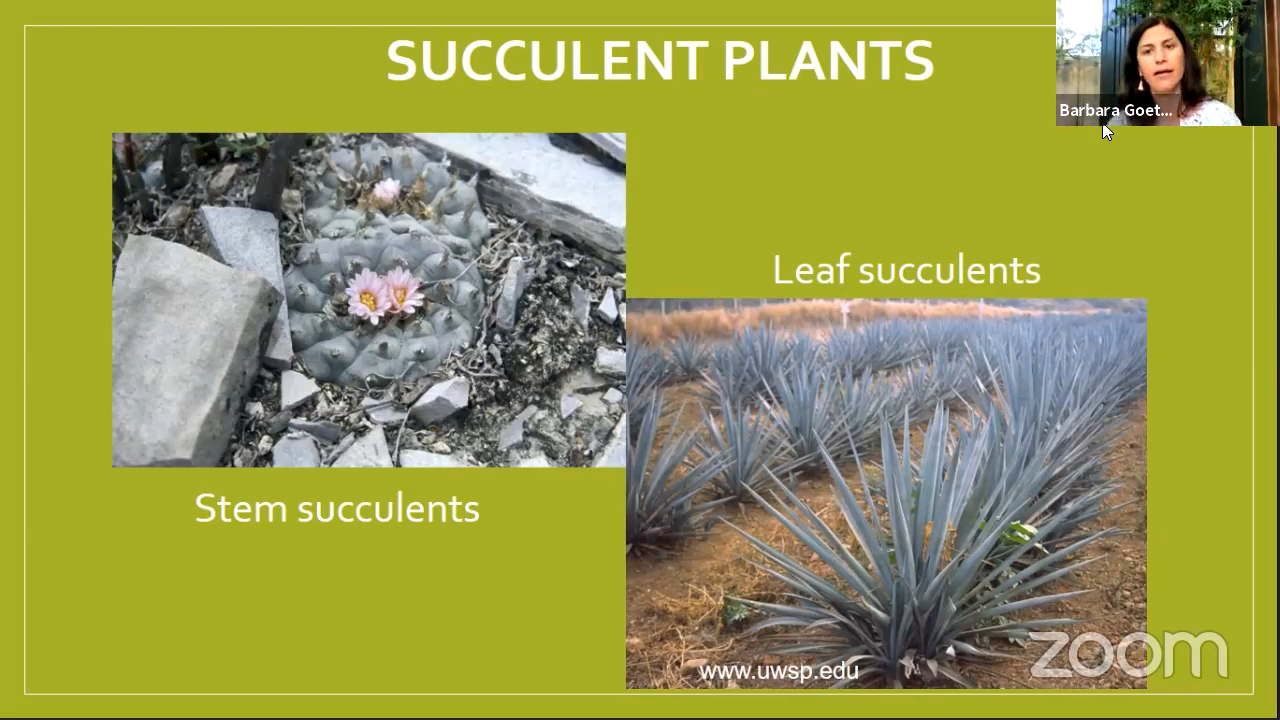 SUCCULENT PLANTS
Barbara Goet...
Leaf succulents
Stem succulents
www.uwsp.edu
zoom